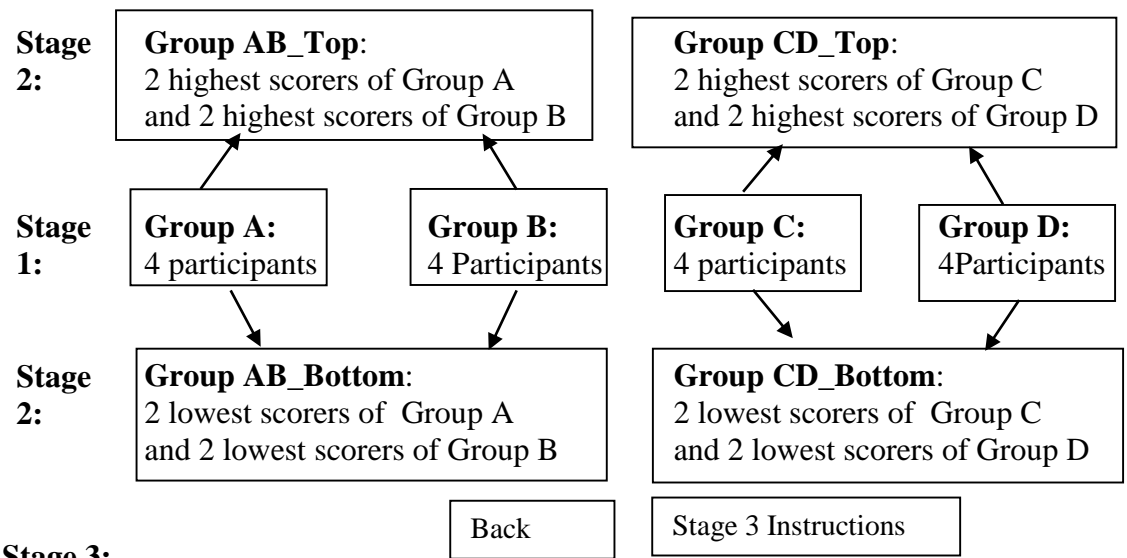 Stage 2:
Group AB_Top:
2 highest scorers of Group A
and 2 highest scorers of Group B
Group CD_Top:
2 highest scorers of Group C
and 2 highest scorers of Group D
Stage 1:
Group A:
4 participants
Group B:
4 Participants
Group C:
4 participants
Group D:
4Participants
Stage 2:
Group AB_Bottom:
2 lowest scorers of  Group A
and 2 lowest scorers of Group B
Group CD_Bottom:
2 lowest scorers of  Group C
and 2 lowest scorers of Group D
Back
Stage 3 Instructions
Stage 3: